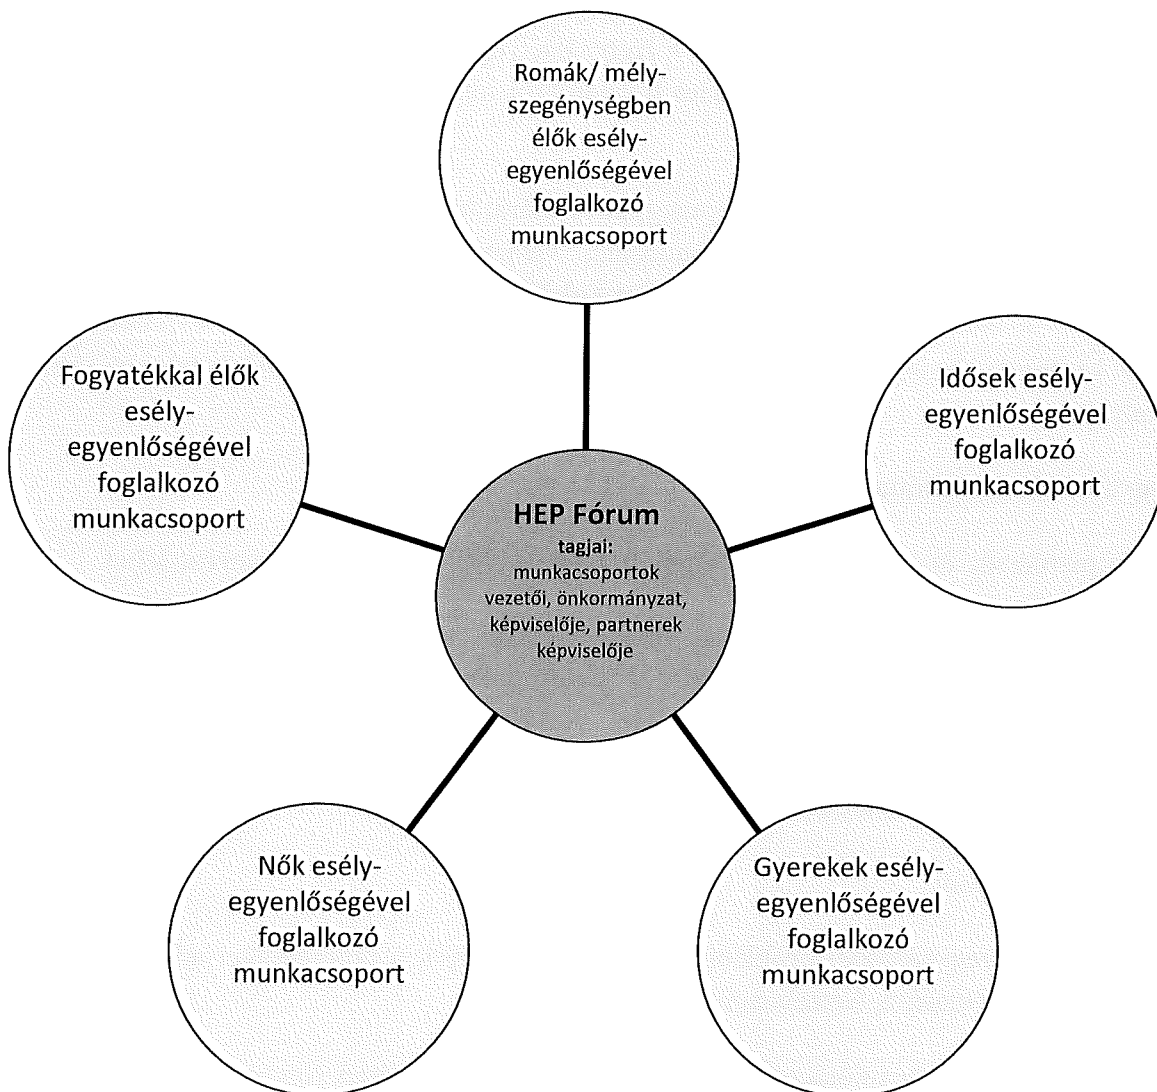 Romák/ mély-
szegénységben
élők esély-
egyenlőségével
foglalkozó
munkacsoport
Fogyatékkal élők
esély-
egyenlőségével
foglalkozó
munkacsoport
Idősek esély-
egyenlőségével
foglalkozó
munkacsoport
HEP Fórum
tagjai:
munkacsoportok
vezetői, önkormányzat,
képviselője, partnerek
képviselője
Nők esély-
egyenlőségével
foglalkozó
munkacsoport
Gyerekek esély-
egyenlőségével
foglalkozó
munkacsoport